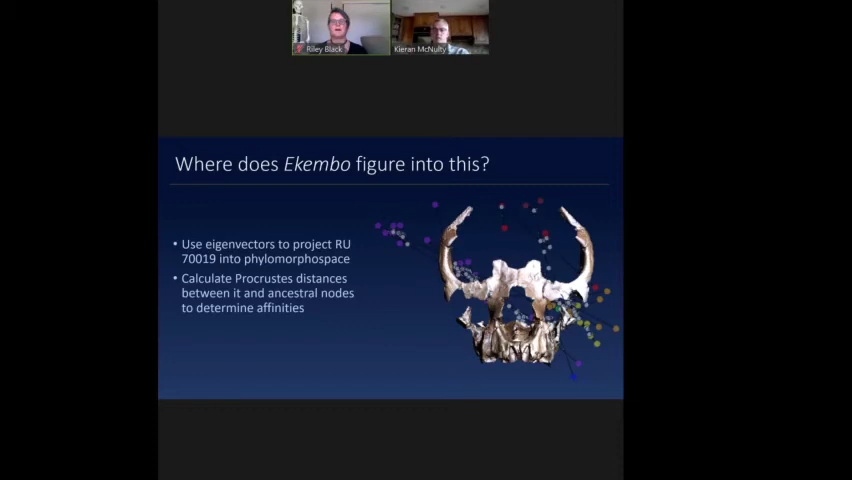 Riley Black
Kieran McNulty
Where does Ekembo figure into this?
• Use eigenvectors to project RU
70019 into phylomorphospace
• Calculate Procrustes distances
between it and ancestral nodes
to determine affinities